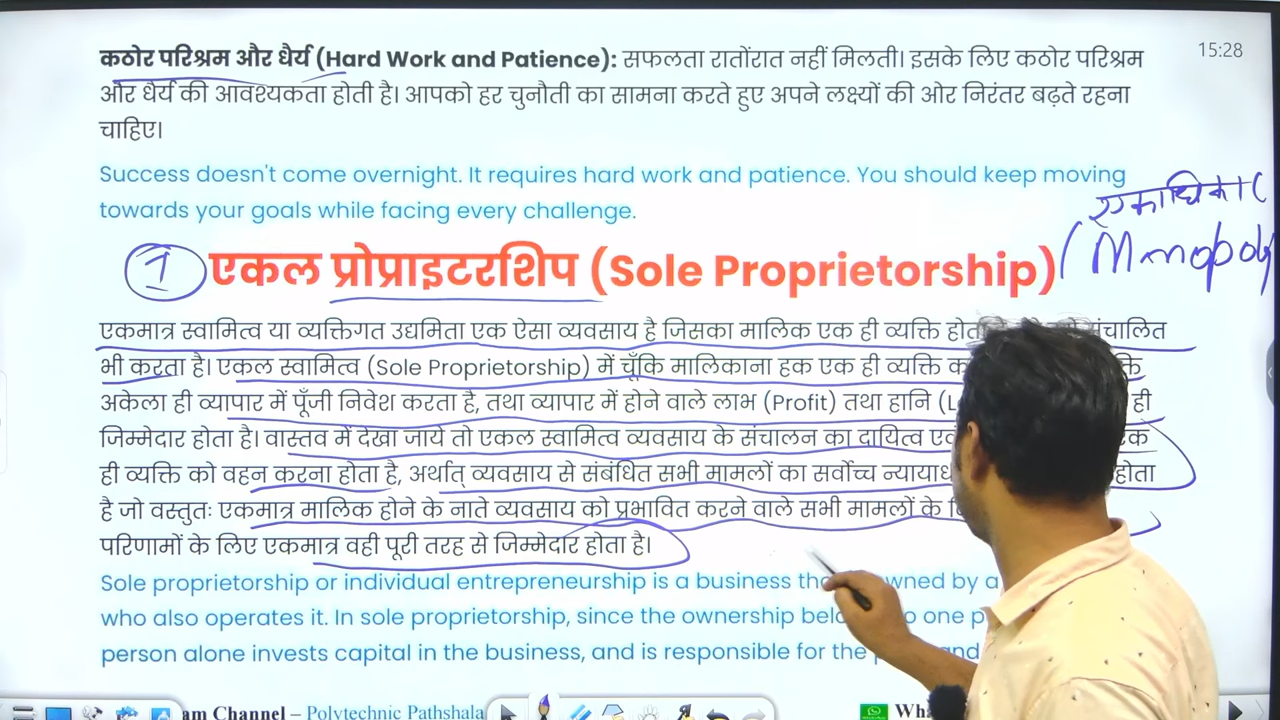 कठोर परिश्रम और धैर्य (Hard Work and Patience): सफलता रातोंरात नहीं मिलती। इसके लिए कठोर परिश्रम
15:28
और धैर्य की आवश्यकता होती है। आपको हर चुनौती का सामना करते हुए अपने लक्ष्यों की ओर निरंतर बढ़ते रहना
चाहिए।
Success doesn't come overnight. It requires hard work and patience. You should keep moving
towards your goals while facing every challenge.
एकाधिकार
1 एकल प्रोप्राइटरशिप (Sole Proprietorship)
एकमात्र स्वामित्व या व्यक्तिगत उद्यमिता एक ऐसा व्यवसाय है जिसका मालिक एक ही व्यक्ति संचालित
भी करता है। एकल स्वामित्व (Sole Proprietorship) में चूँकि मालिकाना हक एक ही व्यक्ति
अकेला ही व्यापार में पूँजी निवेश करता है, तथा व्यापार में होने वाले लाभ (Profit) तथा हानि ही
जिम्मेदार होता है। वास्तव में देखा जाये तो एकल स्वामित्व व्यवसाय के संचालन का दायित्व
ही व्यक्ति को वहन करना होता है, अर्थात् व्यवसाय से संबंधित सभी मामलों का सर्वोच्च होता
है जो वस्तुतः एकमात्र मालिक होने के नाते व्यवसाय को प्रभावित करने वाले सभी मामलों के
परिणामों के लिए एकमात्र वही पूरी तरह से जिम्मेदार होता है।
Sole proprietorship or individual entrepreneurship is a business owned by a
who also operates it. In sole proprietorship, since the ownership one
person alone invests capital in the business, and is responsible for the and
am Channel – Polytechnic Pathshala